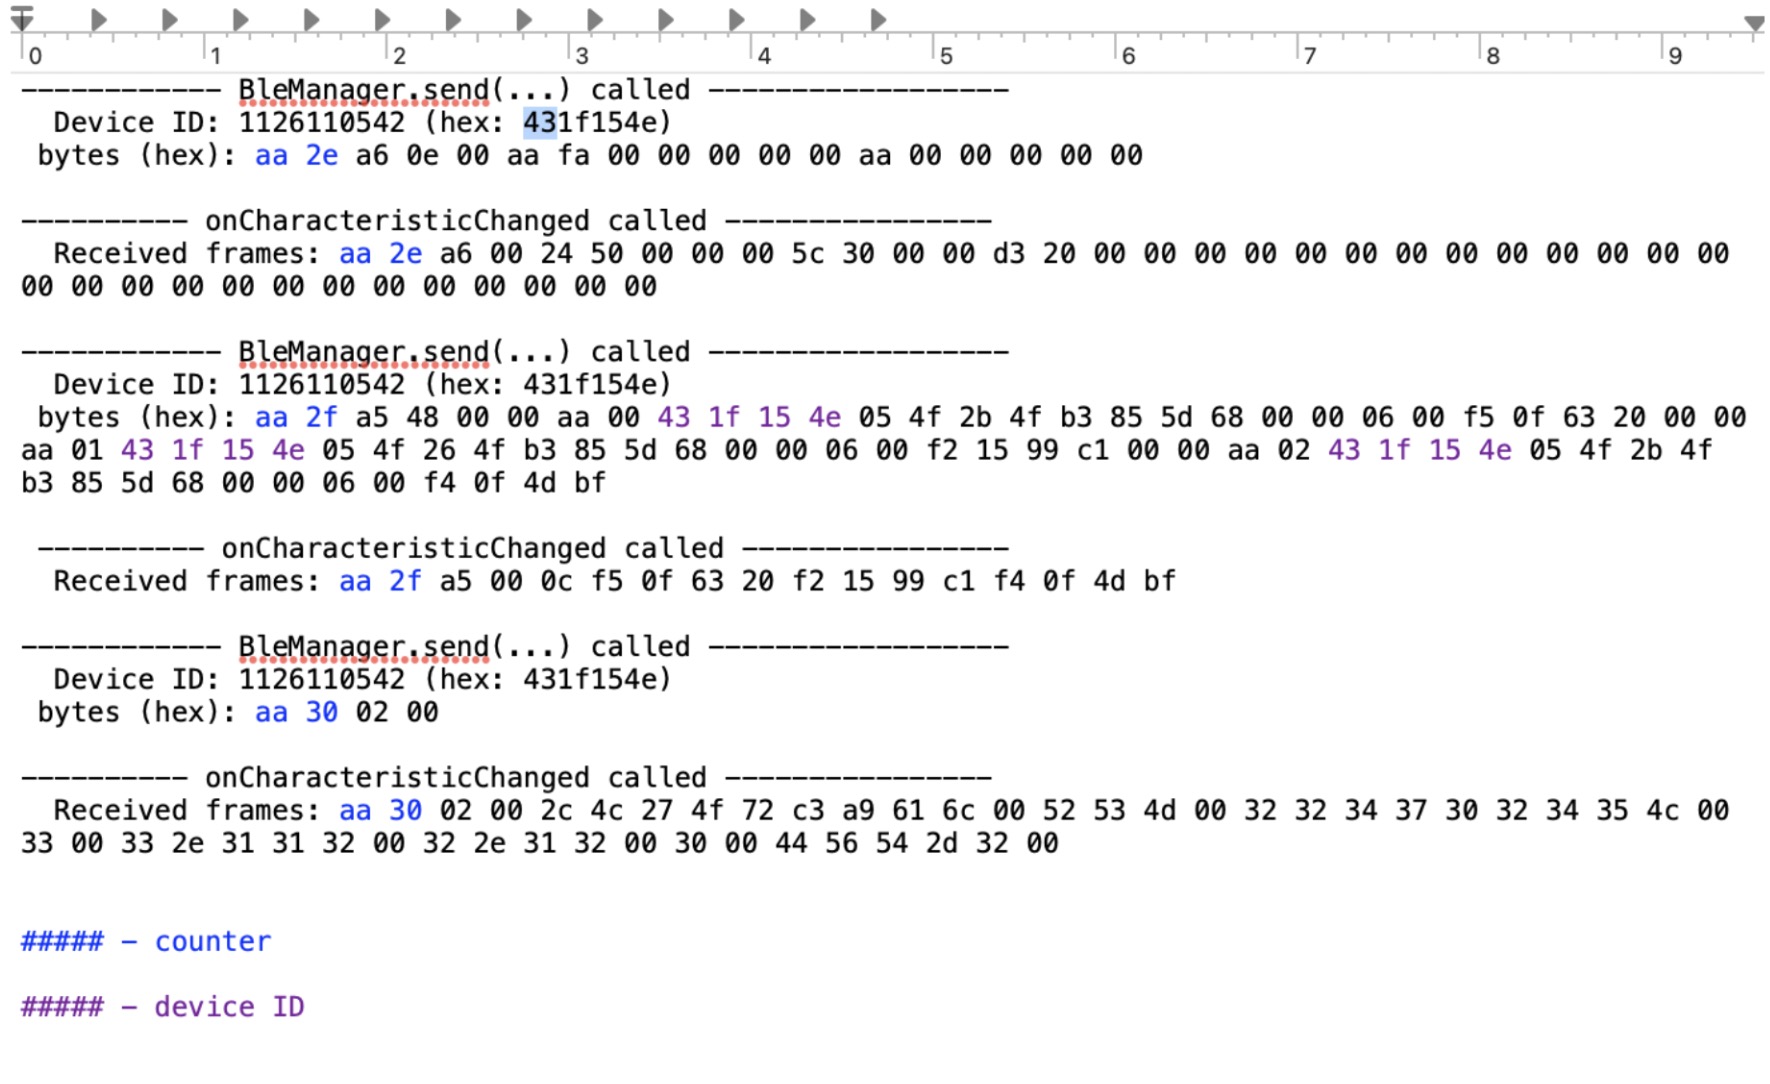 0 1 2 3 4 5 6 7 8 9
------------ BleManager.send(...) called ------------------
  Device ID: 1126110542 (hex: 431f154e)
 bytes (hex): aa 2e a6 0e 00 aa fa 00 00 00 00 00 aa 00 00 00 00 00
---------- onCharacteristicChanged called ----------------
  Received frames: aa 2e a6 00 24 50 00 00 00 5c 30 00 00 d3 20 00 00 00 00 00 00 00 00 00 00 00 00 00
00 00 00 00 00 00 00 00 00 00 00 00 00
------------ BleManager.send(...) called ------------------
  Device ID: 1126110542 (hex: 431f154e)
 bytes (hex): aa 2f a5 48 00 00 aa 00 43 1f 15 4e 05 4f 2b 4f b3 85 5d 68 00 00 06 00 f5 0f 63 20 00 00
aa 01 43 1f 15 4e 05 4f 26 4f b3 85 5d 68 00 00 06 00 f2 15 99 c1 00 00 aa 02 43 1f 15 4e 05 4f 2b 4f
b3 85 5d 68 00 00 06 00 f4 0f 4d bf
 ---------- onCharacteristicChanged called ----------------
  Received frames: aa 2f a5 00 0c f5 0f 63 20 f2 15 99 c1 f4 0f 4d bf
------------ BleManager.send(...) called ------------------
  Device ID: 1126110542 (hex: 431f154e)
 bytes (hex): aa 30 02 00
---------- onCharacteristicChanged called ----------------
  Received frames: aa 30 02 00 2c 4c 27 4f 72 c3 a9 61 6c 00 52 53 4d 00 32 32 34 37 30 32 34 35 4c 00
33 00 33 2e 31 31 32 00 32 2e 31 32 00 30 00 44 56 54 2d 32 00
##### - counter
##### - device ID